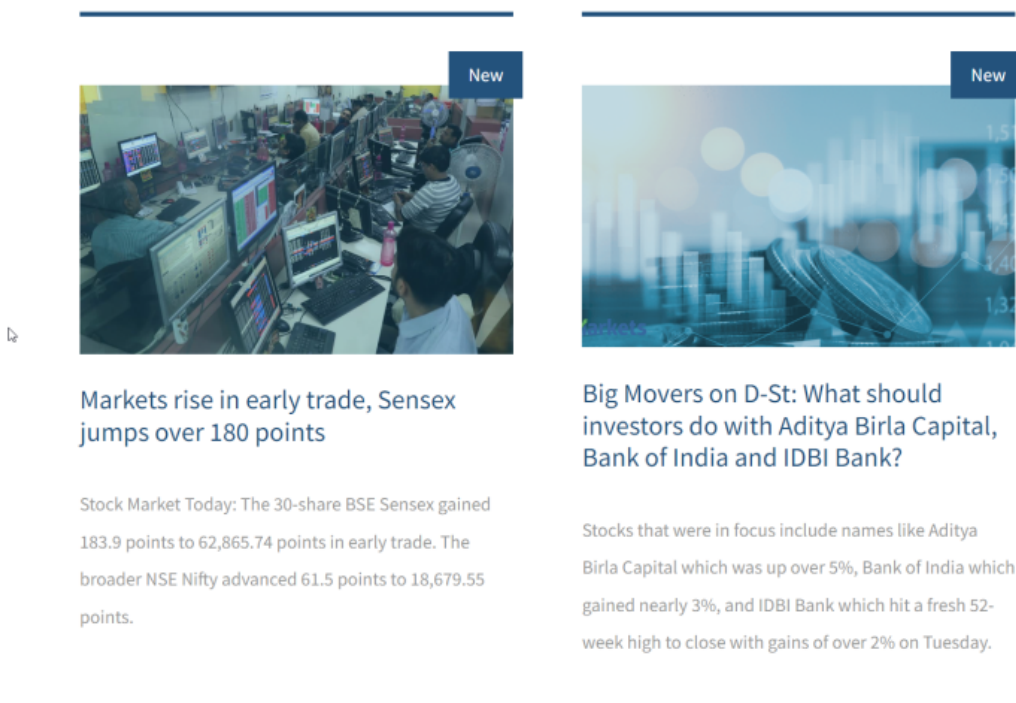 New
Markets rise in early trade, Sensex
jumps over 180 points
Stock Market Today: The 30-share BSE Sensex gained
183.9 points to 62,865.74 points in early trade. The
broader NSE Nifty advanced 61.5 points to 18,679.55
points.
New
Big Movers on D-St: What should
investors do with Aditya Birla Capital,
Bank of India and IDBI Bank?
Stocks that were in focus include names like Aditya
Birla Capital which was up over 5%, Bank of India which
gained nearly 3%, and IDBI Bank which hit a fresh 52-
week high to close with gains of over 2% on Tuesday.